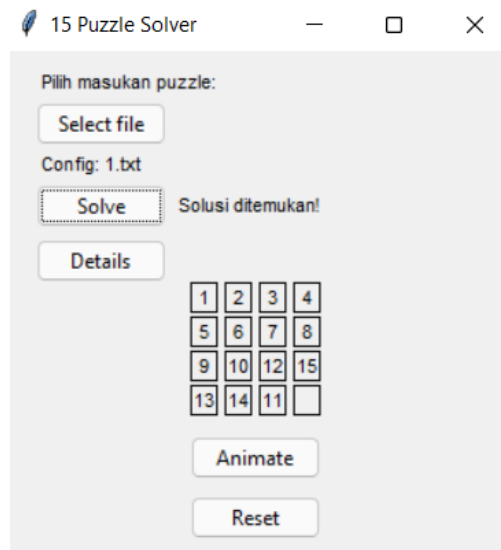 15 Puzzle Solver
Pilih masukan puzzle:
Select file
Config: 1.txt
Solve Solusi ditemukan!
Details
1 2 3 4
5 6 7 8
9 10 12 15
13 14 11
Animate
Reset